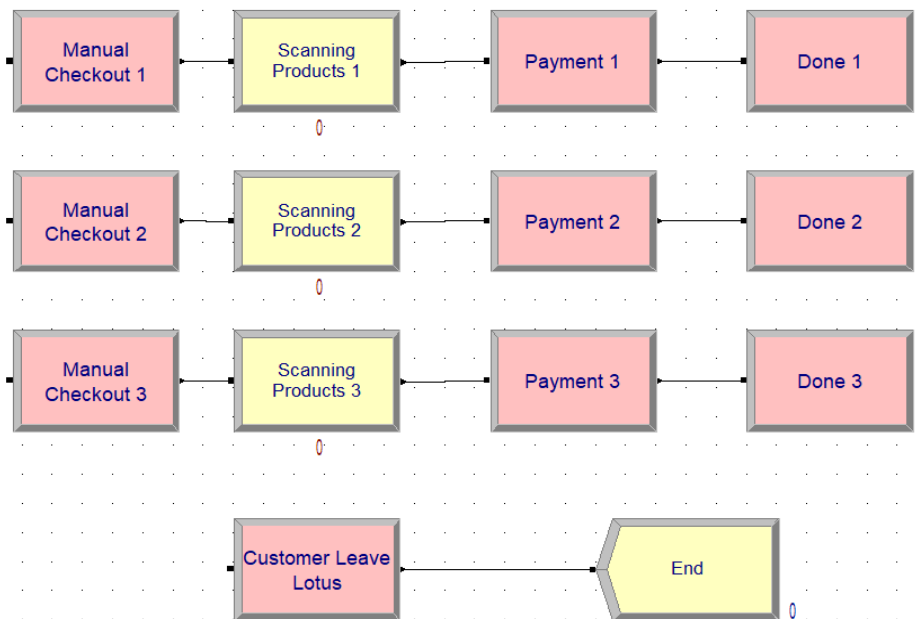 Manual
Checkout 1
Scanning
Products 1
Payment 1
Done 1
0
Manual
Checkout 2
Scanning
Products 2
Payment 2
Done 2
0
Manual
Checkout 3
Scanning
Products 3
Payment 3
Done 3
0
Customer Leave
Lotus
End
0